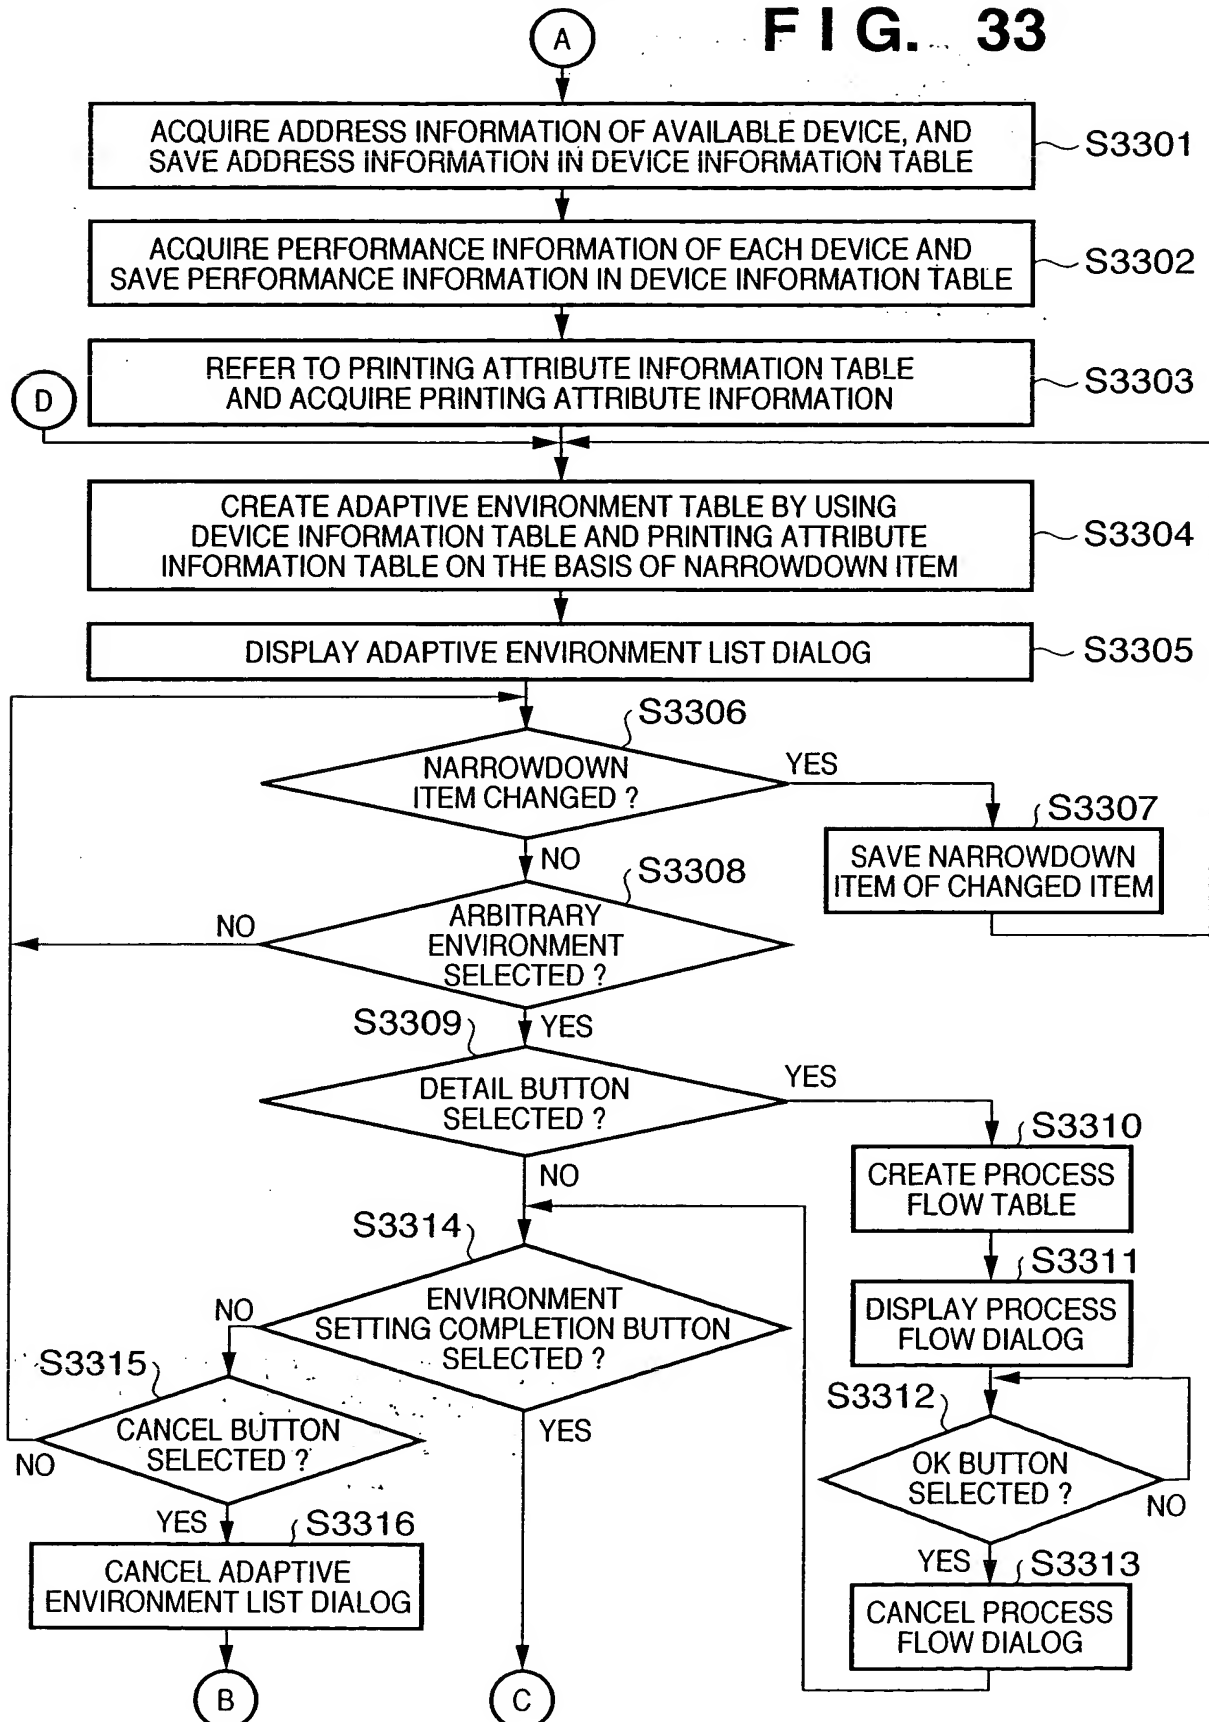 FIG. 33
A
ACQUIRE ADDRESS INFORMATION OF AVAILABLE DEVICE, AND
SAVE ADDRESS INFORMATION IN DEVICE INFORMATION TABLE
S3301
ACQUIRE PERFORMANCE INFORMATION OF EACH DEVICE AND
SAVE PERFORMANCE INFORMATION IN DEVICE INFORMATION TABLE
S3302
REFER TO PRINTING ATTRIBUTE INFORMATION TABLE
AND ACQUIRE PRINTING ATTRIBUTE INFORMATION
S3303
D
CREATE ADAPTIVE ENVIRONMENT TABLE BY USING
DEVICE INFORMATION TABLE AND PRINTING ATTRIBUTE
INFORMATION TABLE ON THE BASIS OF NARROWDOWN ITEM
S3304
DISPLAY ADAPTIVE ENVIRONMENT LIST DIALOG
S3305
S3306
NARROWDOWN
ITEM CHANGED ?
YES
NO
S3307
SAVE NARROWDOWN
ITEM OF CHANGED ITEM
S3308
ARBITRARY
ENVIRONMENT
SELECTED ?
NO
YES
S3309
DETAIL BUTTON
SELECTED ?
YES
NO
S3310
CREATE PROCESS
FLOW TABLE
S3311
DISPLAY PROCESS
FLOW DIALOG
S3312
OK BUTTON
SELECTED ?
NO
YES
S3313
CANCEL PROCESS
FLOW DIALOG
S3314
ENVIRONMENT
SETTING COMPLETION BUTTON
SELECTED ?
NO
YES
S3315
CANCEL BUTTON
SELECTED ?
NO
YES
S3316
CANCEL ADAPTIVE
ENVIRONMENT LIST DIALOG
B
C